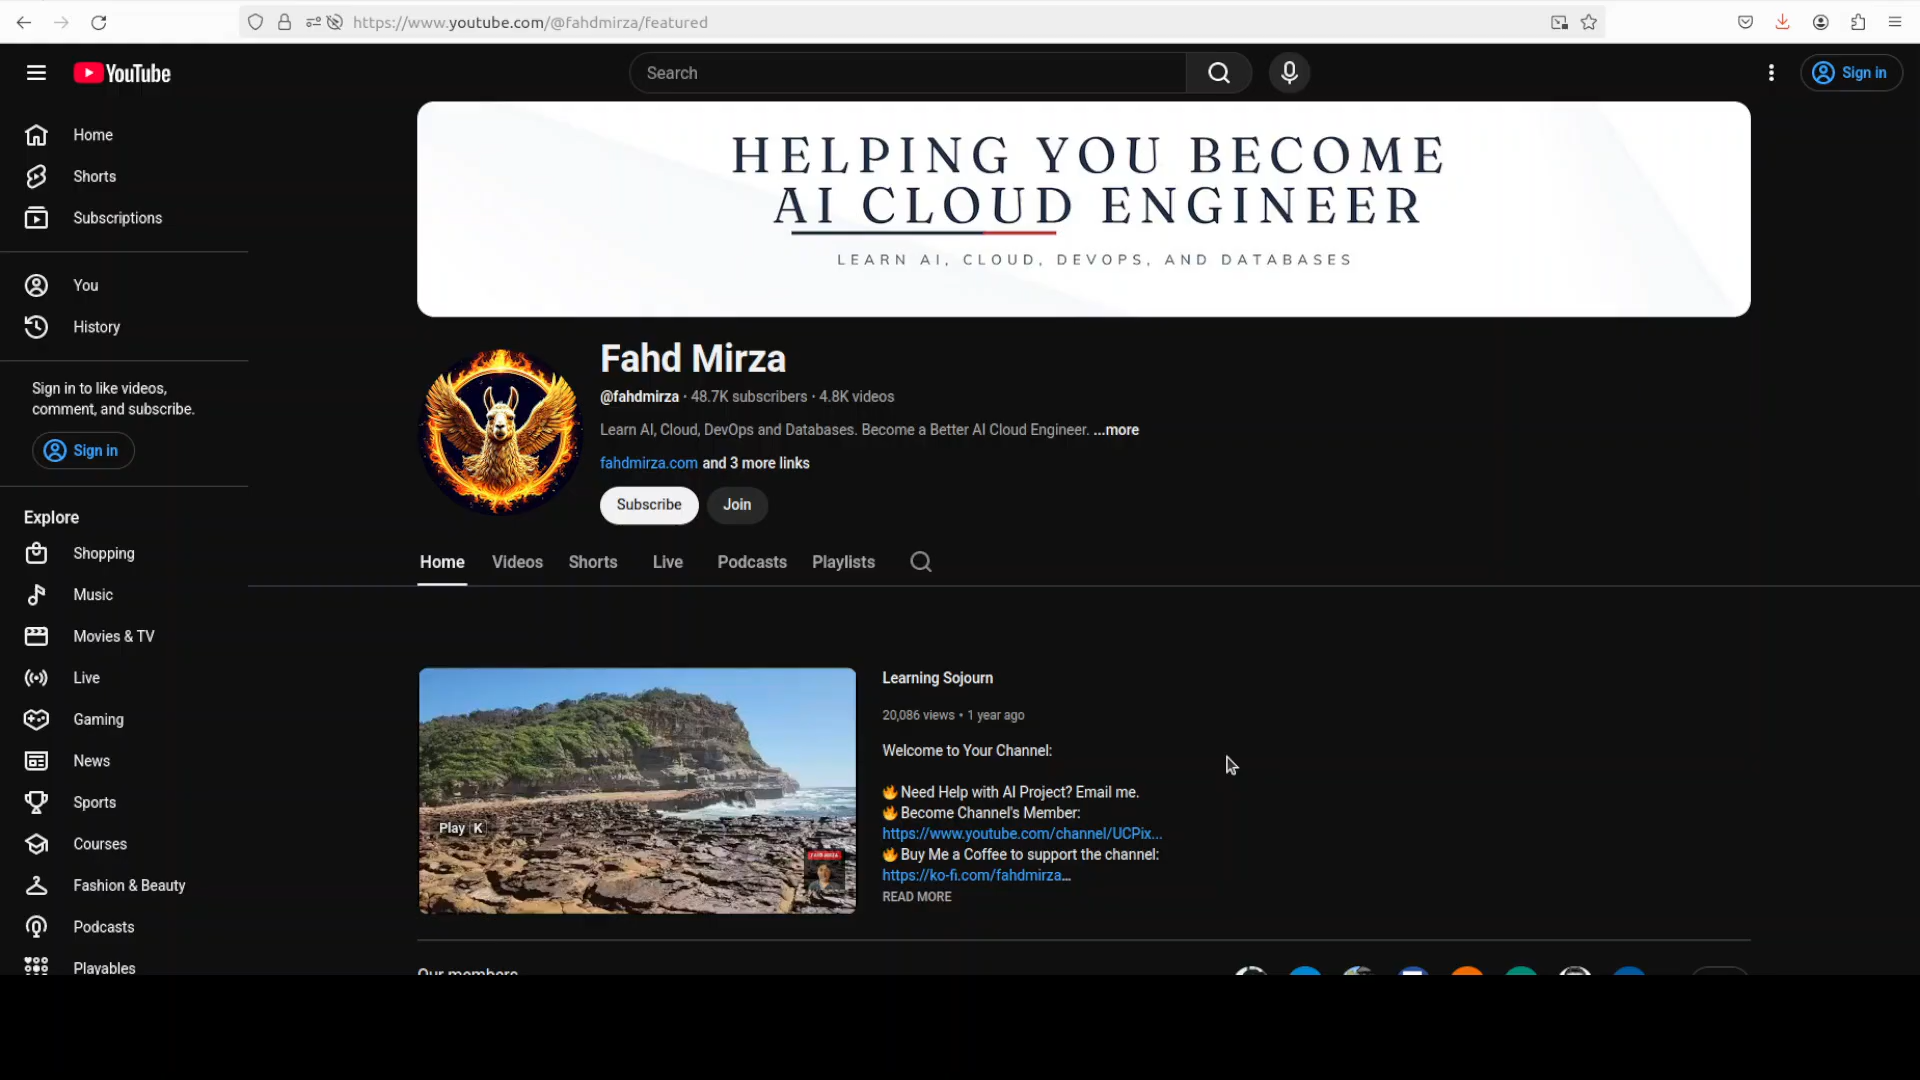 https://www.youtube.com/@fahdmirza/featured
YouTube
Search
Sign in
Home
Shorts
Subscriptions
You
History
Sign in to like videos,
comment, and subscribe.
Sign in
Explore
Shopping
Music
Movies & TV
Live
Gaming
News
Sports
Courses
Fashion & Beauty
Podcasts
Playables
HELPING YOU BECOME
AI CLOUD ENGINEER
LEARN AI, CLOUD, DEVOPS, AND DATABASES
Fahd Mirza
@fahdmirza · 48.7K subscribers · 4.8K videos
Learn AI, Cloud, DevOps and Databases. Become a Better AI Cloud Engineer. ...more
fahdmirza.com and 3 more links
Subscribe Join
Home Videos Shorts Live Podcasts Playlists
Play K
Learning Sojourn
20,086 views • 1 year ago
Welcome to Your Channel:
🔥Need Help with AI Project? Email me.
🔥Become Channel's Member:
https://www.youtube.com/channel/UCPix...
🔥Buy Me a Coffee to support the channel:
https://ko-fi.com/fahdmirza...
READ MORE
Our members